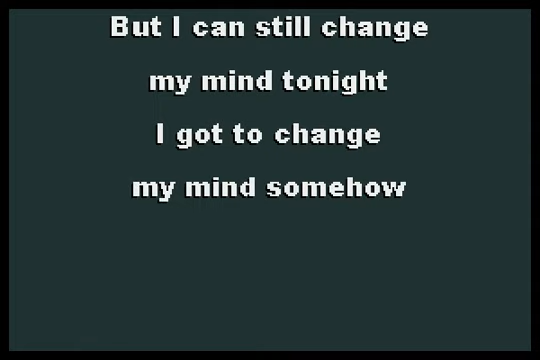 But I can still change
my mind tonight
I got to change
my mind somehow